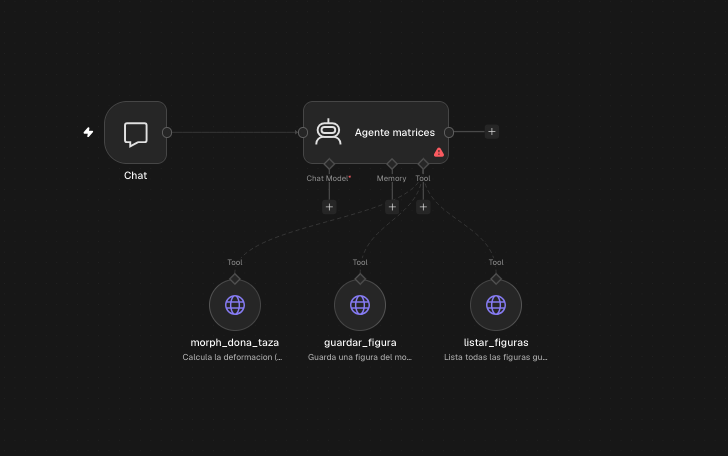 Agente matrices
Chat
Chat Model*
Memory
Tool
Tool
Tool
Tool
morph_dona_taza
guardar_figura
listar_figuras
Calcula la deformacion (...
Guarda una figura del mo...
Lista todas las figuras gu...